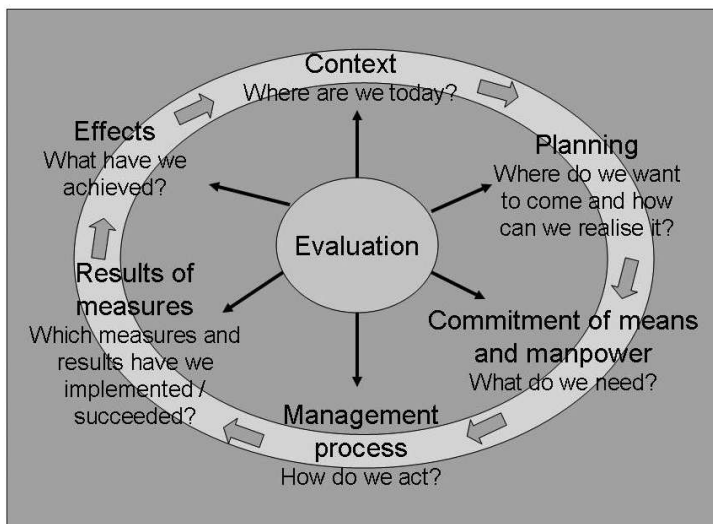 Context
Where are we today?
Planning
Where do we want
to come and how
can we realise it?
Commitment of means
and manpower
What do we need?
Management
process
How do we act?
Results of
measures
Which measures and
results have we
implemented /
succeeded?
Effects
What have we
achieved?
Evaluation